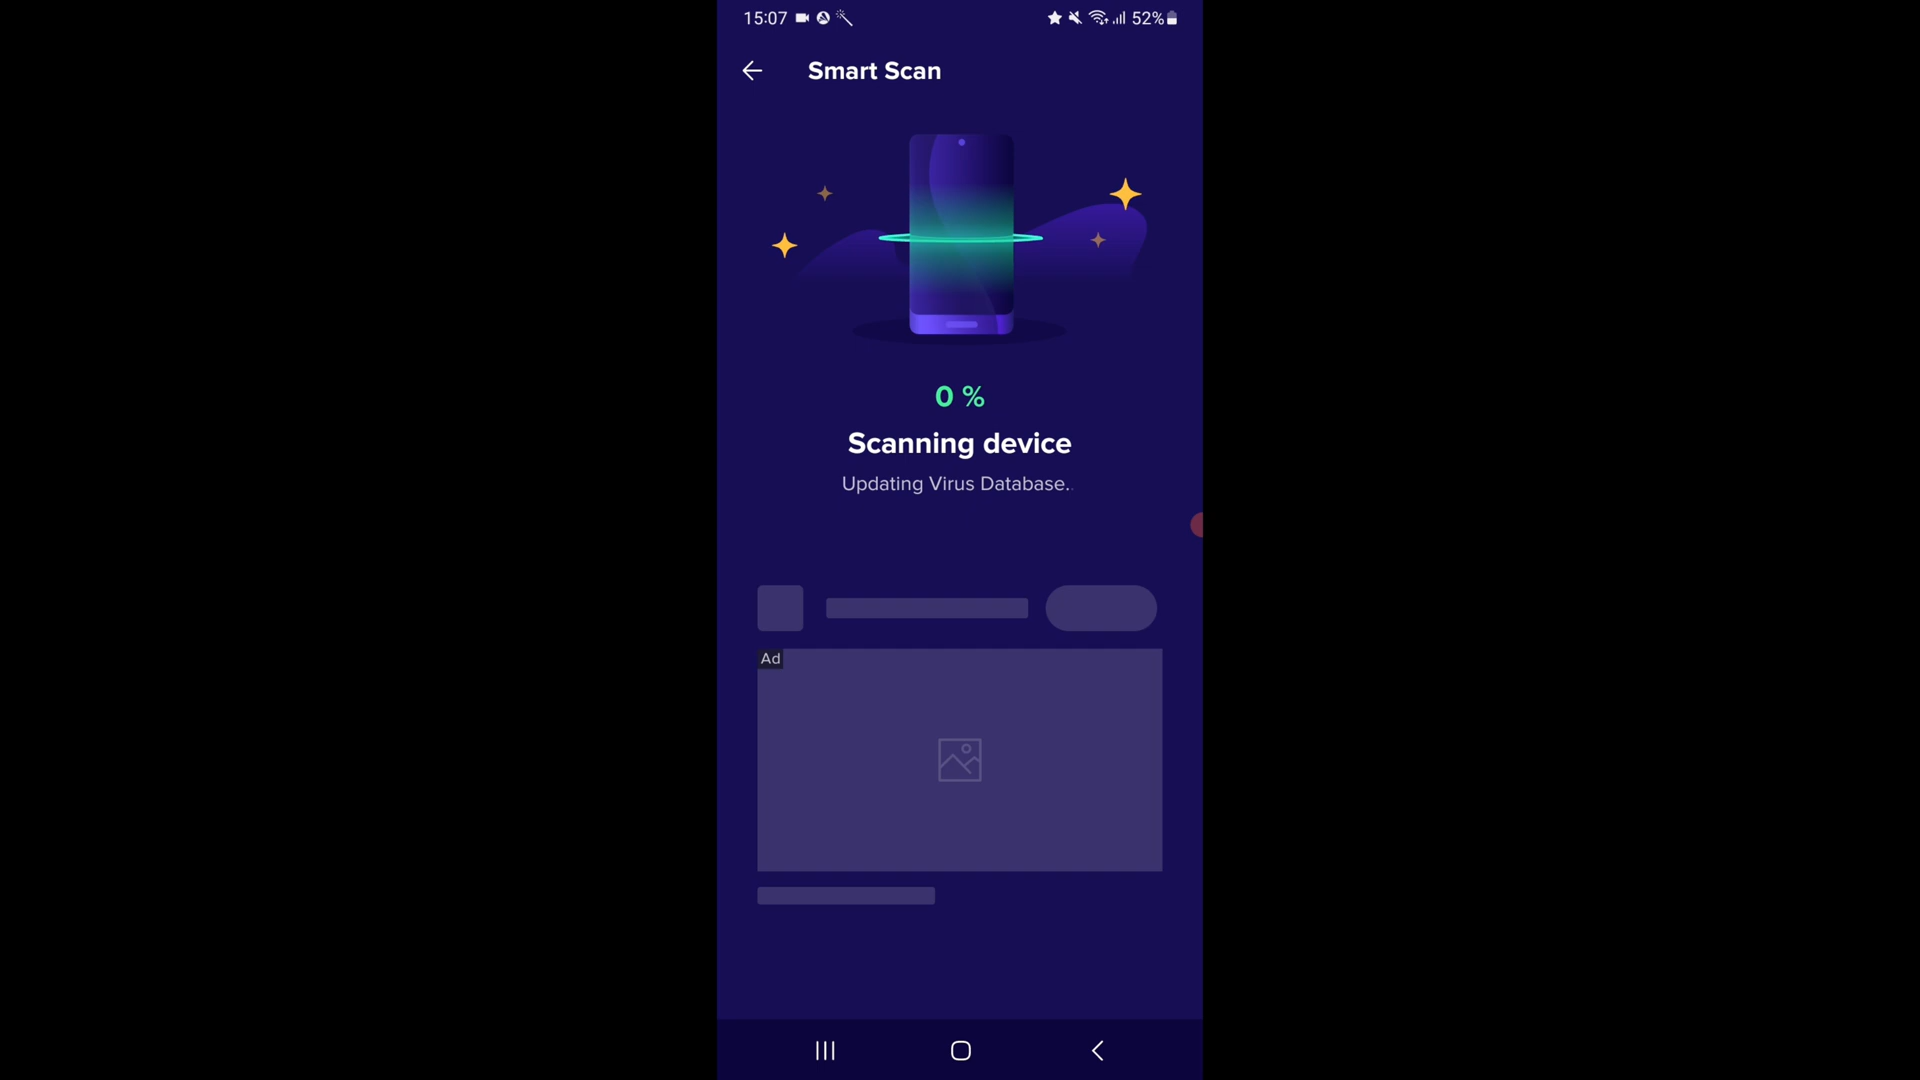 15:07 52%
Smart Scan
0 %
Scanning device
Updating Virus Database..
Ad